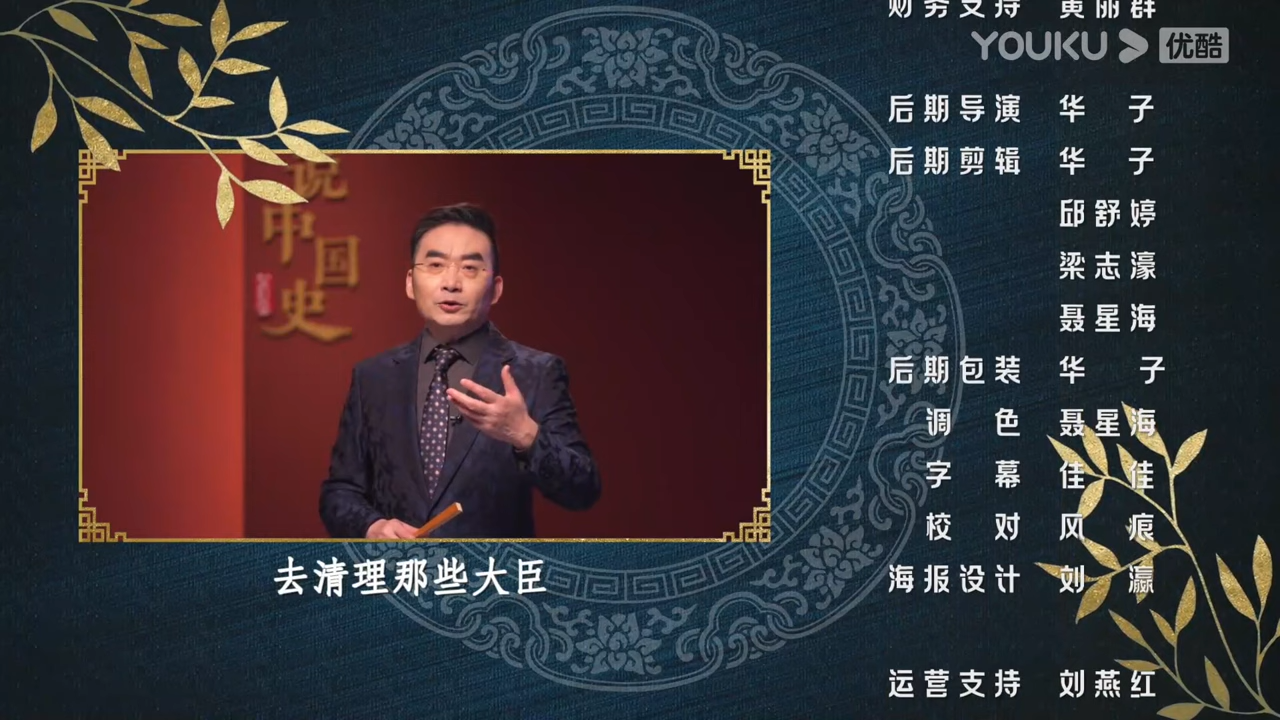 财务支持 黄丽群
YOUKU 优酷
后期导演 华子
后期剪辑 华子
邱舒婷
梁志濠
聂星海
后期包装 华子
调色 聂星海
字幕 佳佳
校对 风痕
海报设计 刘瀛
运营支持 刘燕红
说
中国
史
去清理那些大臣